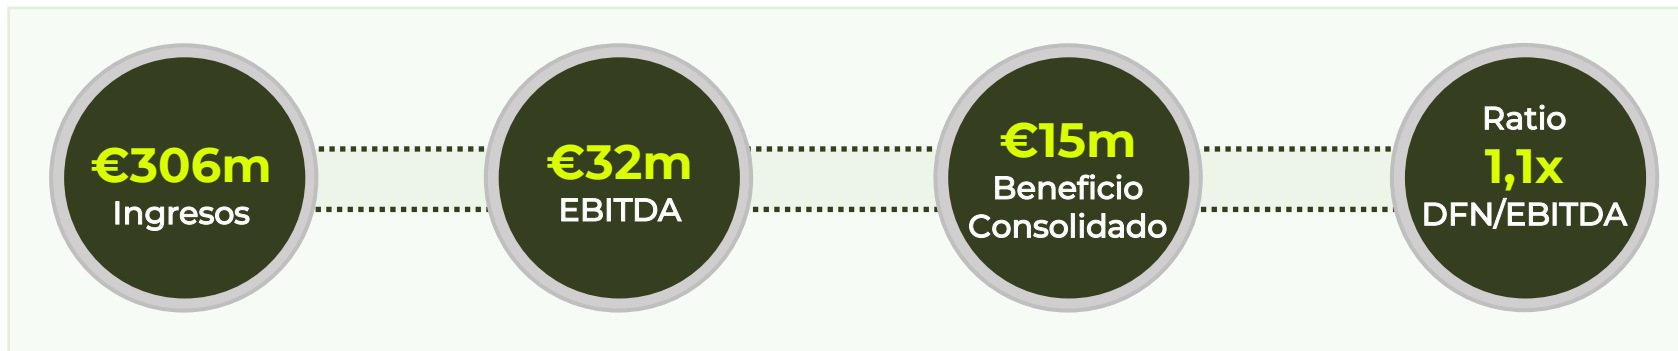 €306m
Ingresos
€32m
EBITDA
€15m
Beneficio
Consolidado
Ratio
1,1x
DFN/EBITDA